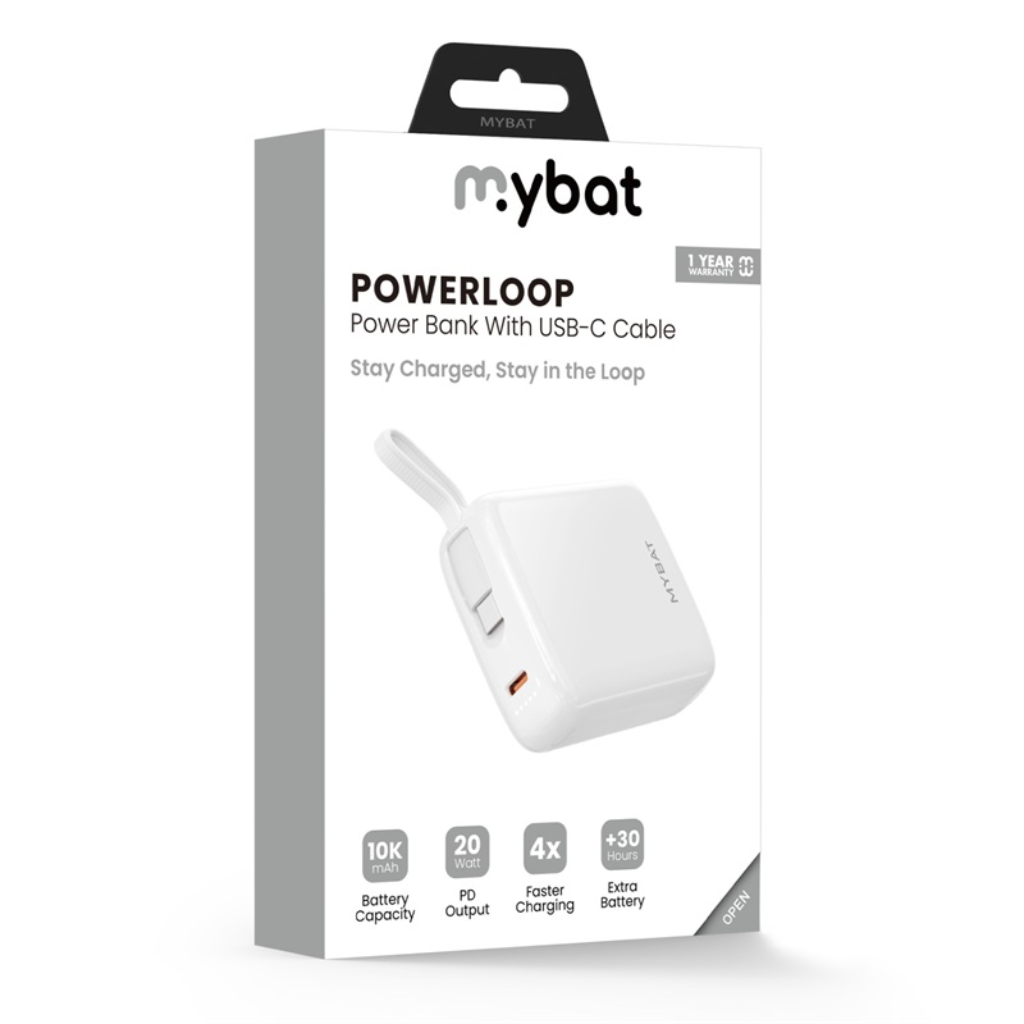 MYBAT
mybat
1 YEAR
WARRANTY
POWERLOOP
Power Bank With USB-C Cable
Stay Charged, Stay in the Loop
MYBAT
10K
mAh
Battery
Capacity
20
Watt
PD
Output
4x
Faster
Charging
+30
Hours
Extra
Battery
OPEN